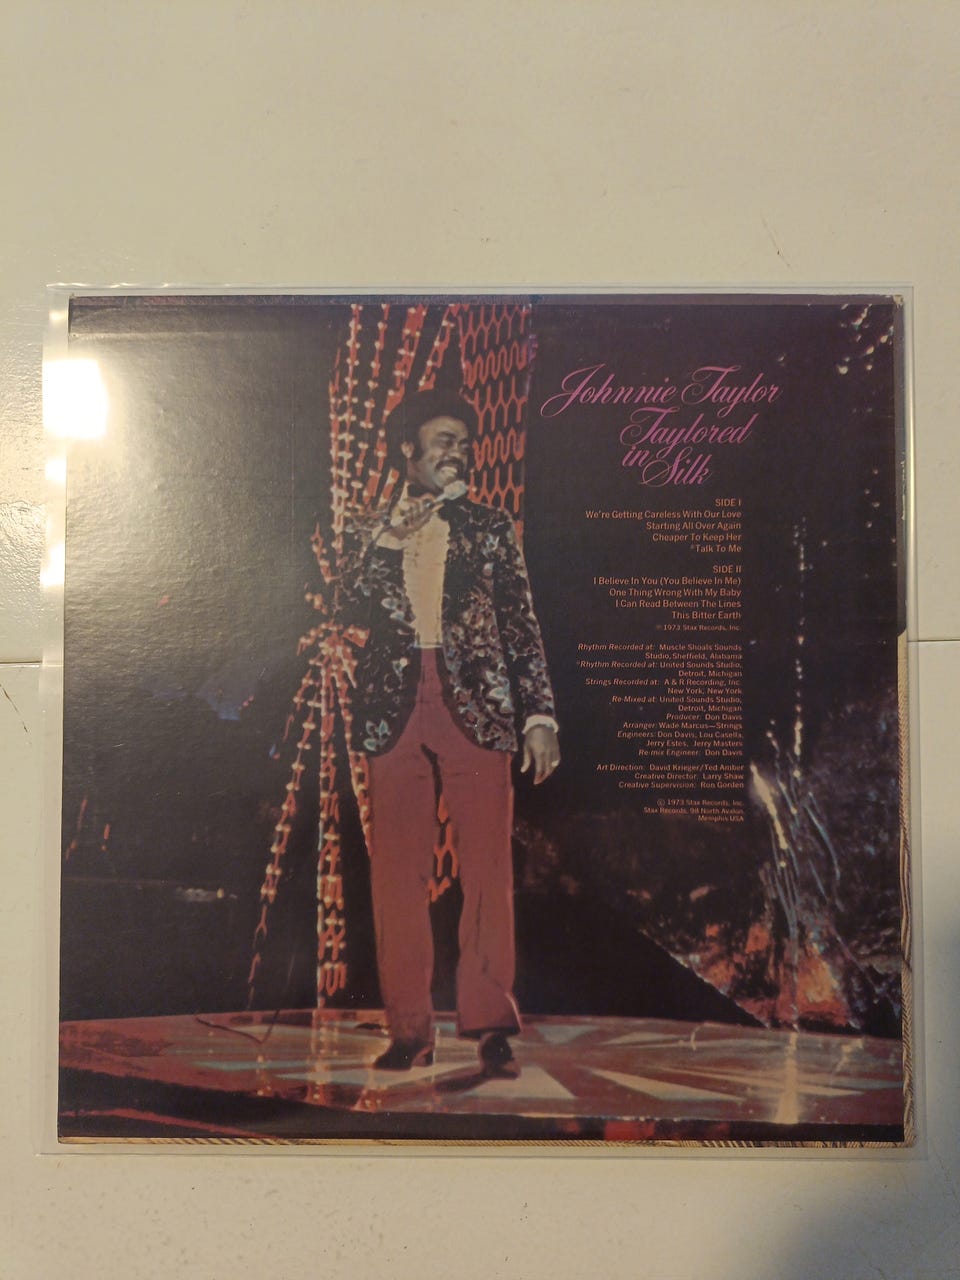 Johnnie Taylor
Taylored
in
Silk
SIDE I
We're Getting Careless With Our Love
Starting All Over Again
Cheaper To Keep Her
*Talk To Me
SIDE II
I Believe In You (You Believe In Me)
One Thing Wrong With My Baby
I Can Read Between The Lines
This Bitter Earth
℗ 1973 Stax Records, Inc.
Rhythm Recorded at: Muscle Shoals Sounds
Studio, Sheffield, Alabama
*Rhythm Recorded at: United Sounds Studio,
Detroit, Michigan
Strings Recorded at: A & R Recording, Inc.
New York, New York
Re-Mixed at: United Sounds Studio,
Detroit, Michigan
Producer: Don Davis
Arranger: Wade Marcus—Strings
Engineers: Don Davis, Lou Casella,
Jerry Estes, Jerry Masters
Re-mix Engineer: Don Davis
Art Direction: David Krieger/Ted Amber
Creative Director: Larry Shaw
Creative Supervision: Ron Gorden
© 1973 Stax Records, Inc.
Stax Records, 98 North Avalon
Memphis USA